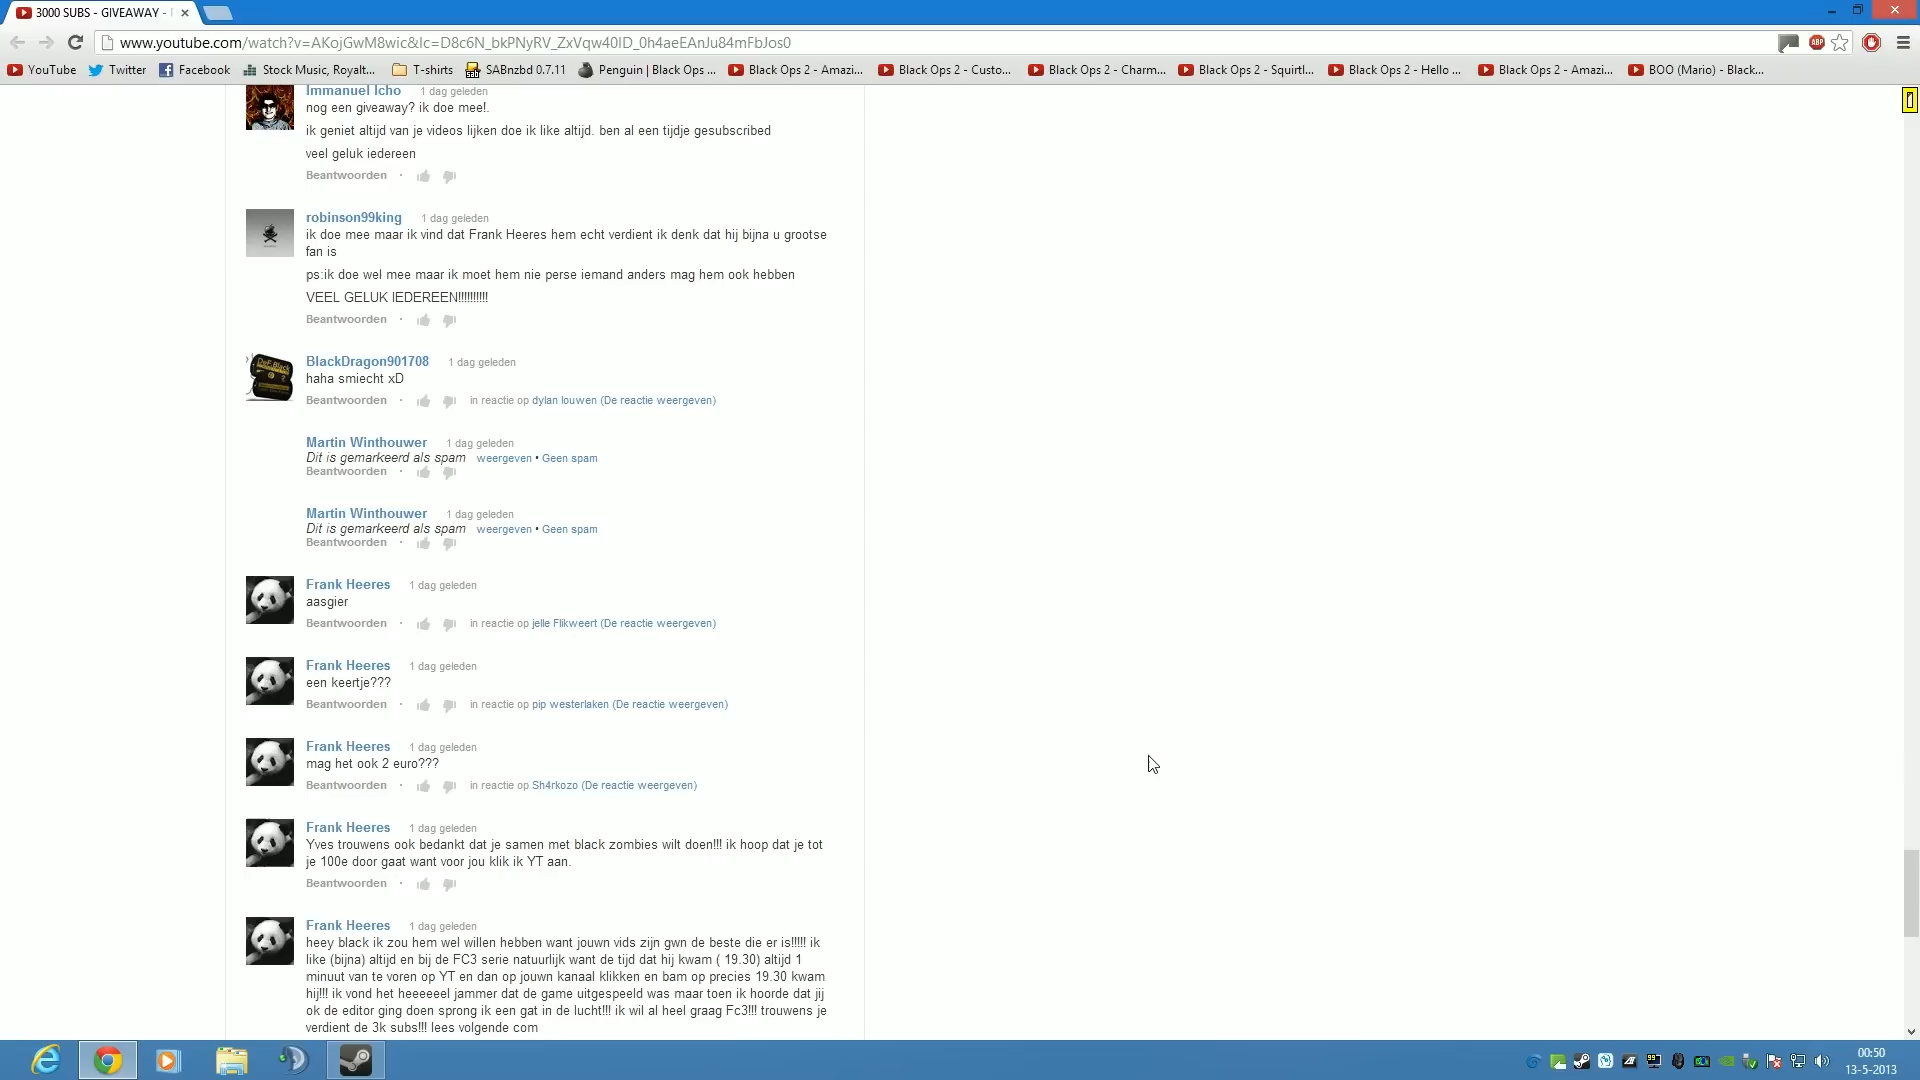 3000 SUBS - GIVEAWAY -
www.youtube.com/watch?v=AKojGwM8wic&lc=D8c6N_bkPNyRV_ZxVqw40ID_0h4aeEAnJu84mFbJos0
YouTube Twitter Facebook Stock Music, Royalt... T-shirts SABnzbd 0.7.11 Penguin | Black Ops ... Black Ops 2 - Amazi... Black Ops 2 - Custo... Black Ops 2 - Charm... Black Ops 2 - Squirtl... Black Ops 2 - Hello ... Black Ops 2 - Amazi... BOO (Mario) - Black...
Immanuel Icho 1 dag geleden
nog een giveaway? ik doe mee!.
ik geniet altijd van je videos lijken doe ik like altijd. ben al een tijdje gesubscribed
veel geluk iedereen
Beantwoorden ·
robinson99king 1 dag geleden
ik doe mee maar ik vind dat Frank Heeres hem echt verdient ik denk dat hij bijna u grootse
fan is
ps:ik doe wel mee maar ik moet hem nie perse iemand anders mag hem ook hebben
VEEL GELUK IEDEREEN!!!!!!!!!!
Beantwoorden ·
BlackDragon901708 1 dag geleden
haha smiecht xD
Beantwoorden · in reactie op dylan louwen (De reactie weergeven)
Martin Winthouwer 1 dag geleden
Dit is gemarkeerd als spam weergeven • Geen spam
Beantwoorden ·
Martin Winthouwer 1 dag geleden
Dit is gemarkeerd als spam weergeven • Geen spam
Beantwoorden ·
Frank Heeres 1 dag geleden
aasgier
Beantwoorden · in reactie op jelle Flikweert (De reactie weergeven)
Frank Heeres 1 dag geleden
een keertje???
Beantwoorden · in reactie op pip westerlaken (De reactie weergeven)
Frank Heeres 1 dag geleden
mag het ook 2 euro???
Beantwoorden · in reactie op Sh4rkozo (De reactie weergeven)
Frank Heeres 1 dag geleden
Yves trouwens ook bedankt dat je samen met black zombies wilt doen!!! ik hoop dat je tot
je 100e door gaat want voor jou klik ik YT aan.
Beantwoorden ·
Frank Heeres 1 dag geleden
heey black ik zou hem wel willen hebben want jouwn vids zijn gwn de beste die er is!!!!! ik
like (bijna) altijd en bij de FC3 serie natuurlijk want de tijd dat hij kwam ( 19.30) altijd 1
minuut van te voren op YT en dan op jouwn kanaal klikken en bam op precies 19.30 kwam
hij!!! ik vond het heeeeeel jammer dat de game uitgespeeld was maar toen ik hoorde dat jij
ok de editor ging doen sprong ik een gat in de lucht!!! ik wil al heel graag Fc3!!! trouwens je
verdient de 3k subs!!! lees volgende com
00:50
13-5-2013